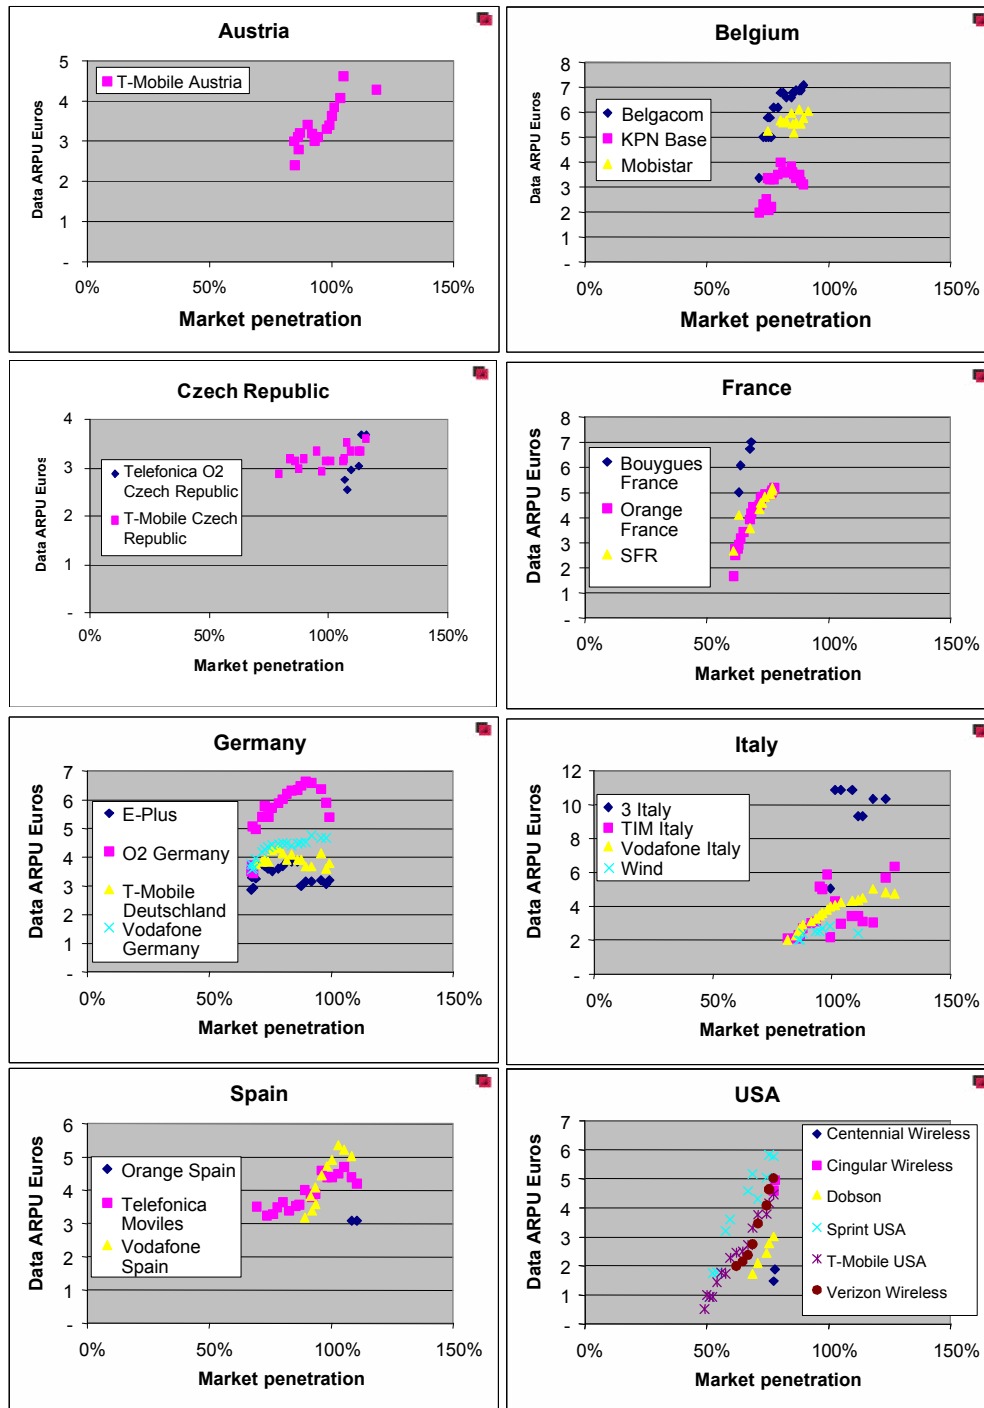 Austria
5
4
3
2
1
-
Data ARPU Euros
T-Mobile Austria
0%
50%
100%
150%
Market penetration
Belgium
8
7
6
5
4
3
2
1
-
Data ARPU Euros
Belgacom
KPN Base
Mobistar
0%
50%
100%
150%
Market penetration
Czech Republic
4
3
2
1
-
Data ARPU Euros
Telefonica O2
Czech Republic
T-Mobile Czech
Republic
0%
50%
100%
150%
Market penetration
France
8
7
6
5
4
3
2
1
-
Data ARPU Euros
Bouygues
France
Orange
France
SFR
0%
50%
100%
150%
Market penetration
Germany
7
6
5
4
3
2
1
-
Data ARPU Euros
E-Plus
O2 Germany
T-Mobile
Deutschland
Vodafone
Germany
0%
50%
100%
150%
Market penetration
Italy
12
10
8
6
4
2
-
Data ARPU Euros
3 Italy
TIM Italy
Vodafone Italy
Wind
0%
50%
100%
150%
Market penetration
Spain
6
5
4
3
2
1
-
Data ARPU Euros
Orange Spain
Telefonica
Moviles
Vodafone
Spain
0%
50%
100%
150%
Market penetration
USA
7
6
5
4
3
2
1
-
Data ARPU Euros
Centennial Wireless
Cingular Wireless
Dobson
Sprint USA
T-Mobile USA
Verizon Wireless
0%
50%
100%
150%
Market penetration